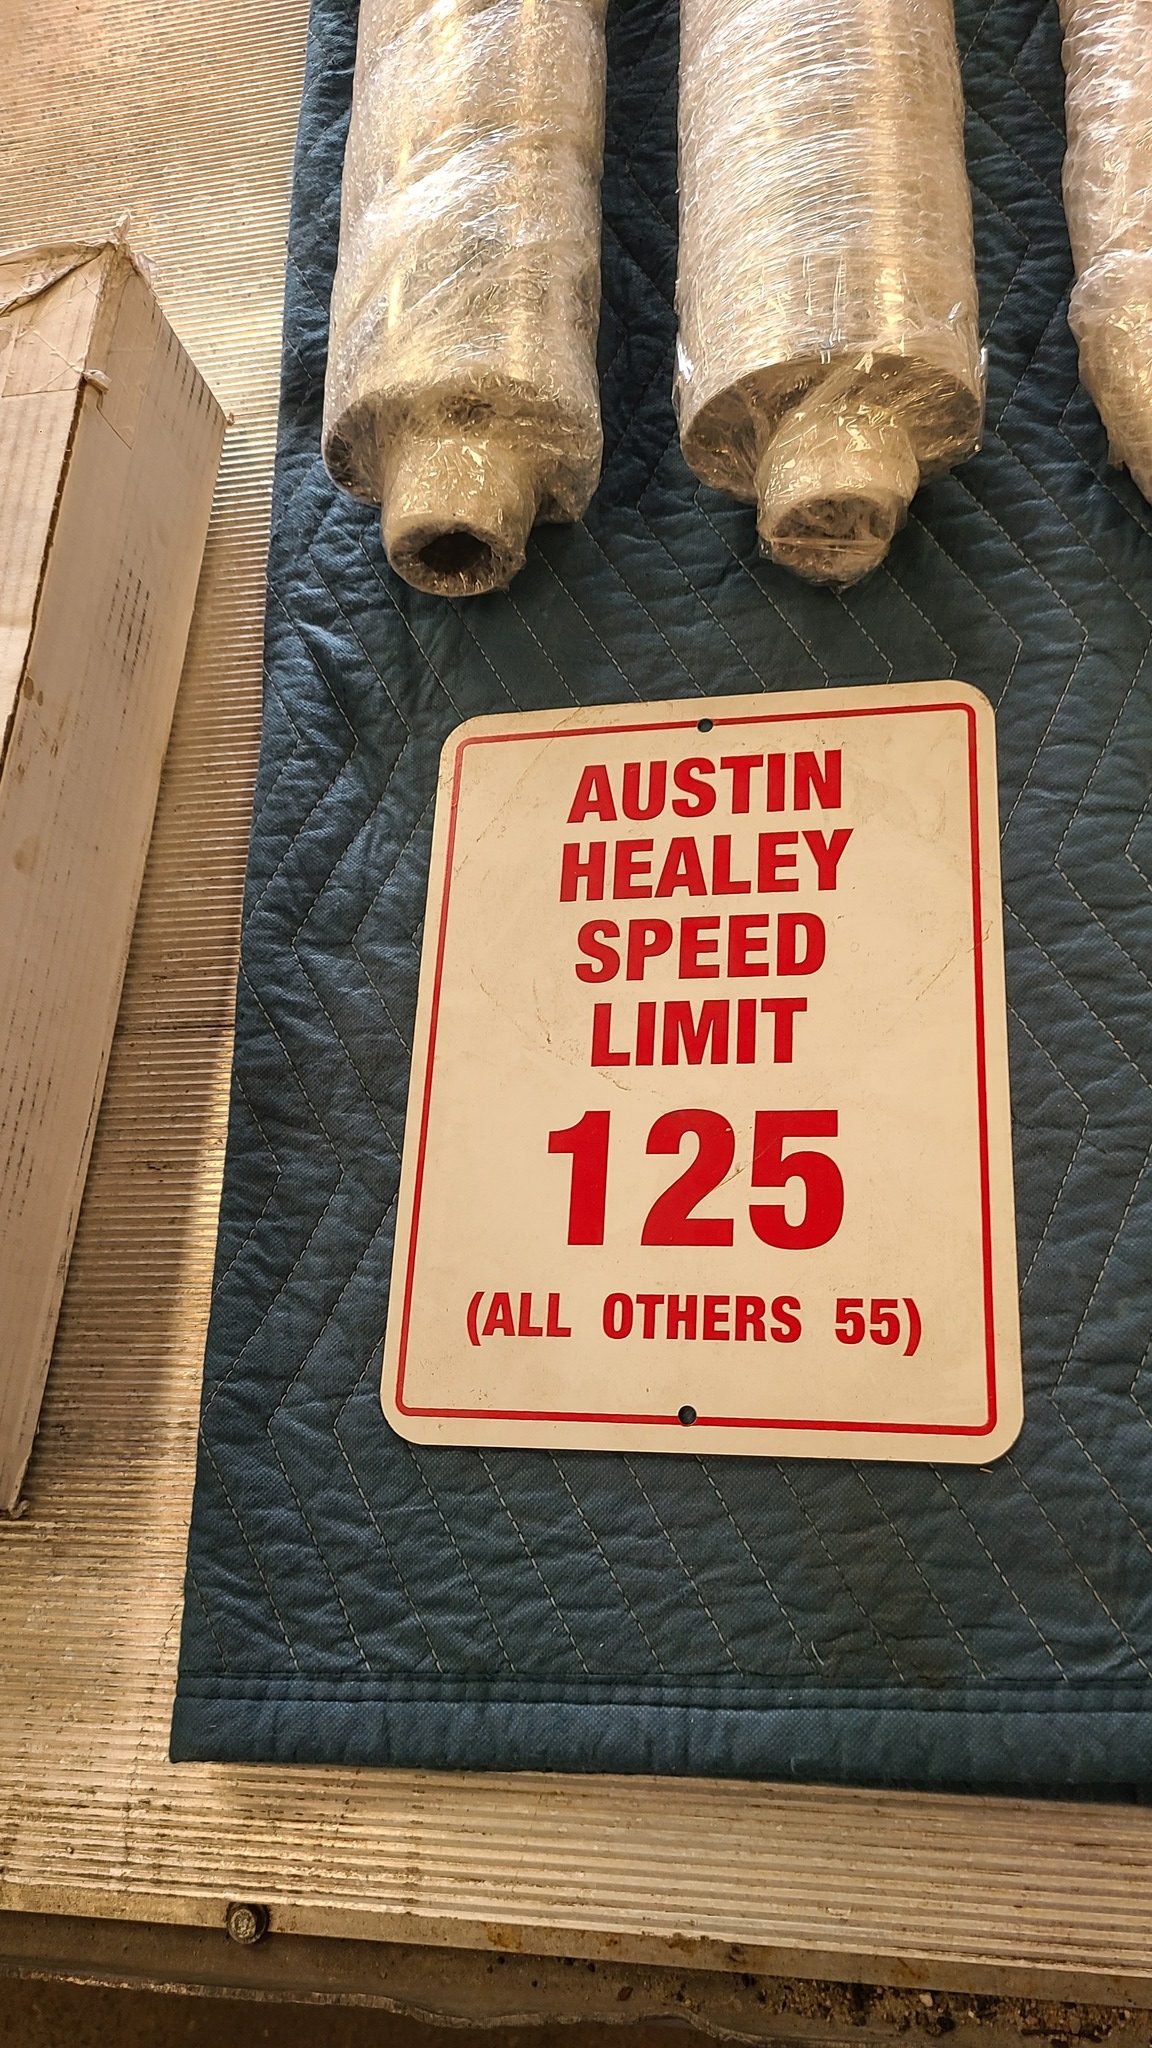 AUSTIN
HEALEY
SPEED
LIMIT
125
(ALL OTHERS 55)